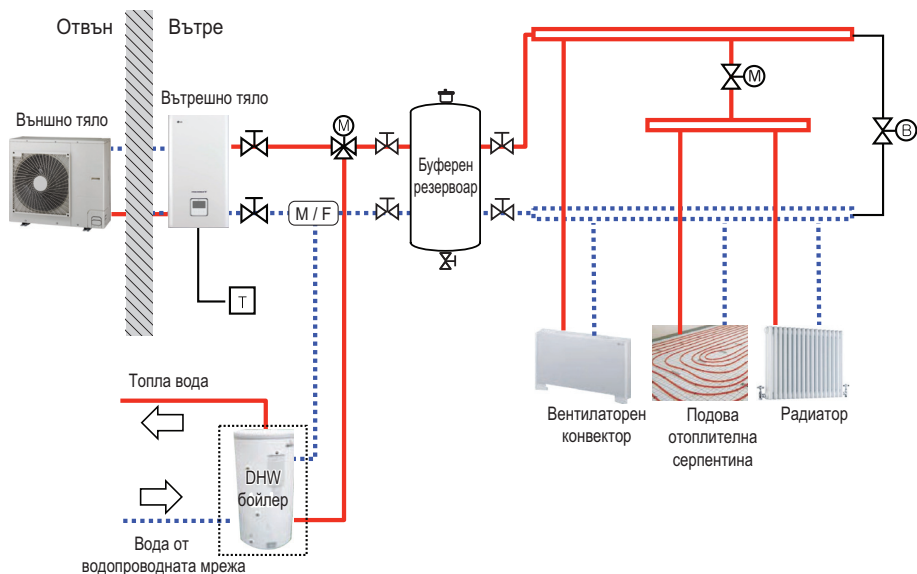 Отвън
Вътре
Външно тяло
Вътрешно тяло
M
Буферен
резервоар
M
B
M / F
T
Топла вода
DHW
бойлер
Вода от
водопроводната мрежа
Вентилаторен
конвектор
Подова
отоплителна
серпентина
Радиатор